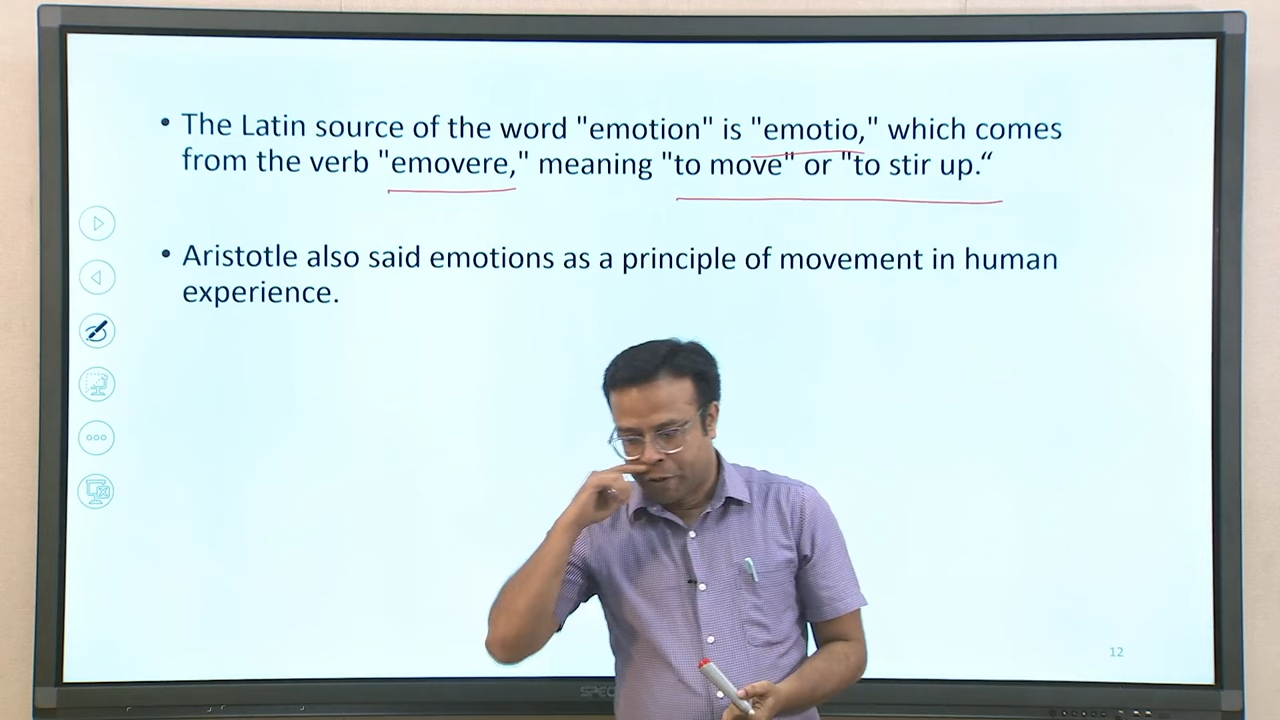 • The Latin source of the word "emotion" is "emotio," which comes
from the verb "emovere," meaning "to move" or "to stir up.“
• Aristotle also said emotions as a principle of movement in human
experience.
12